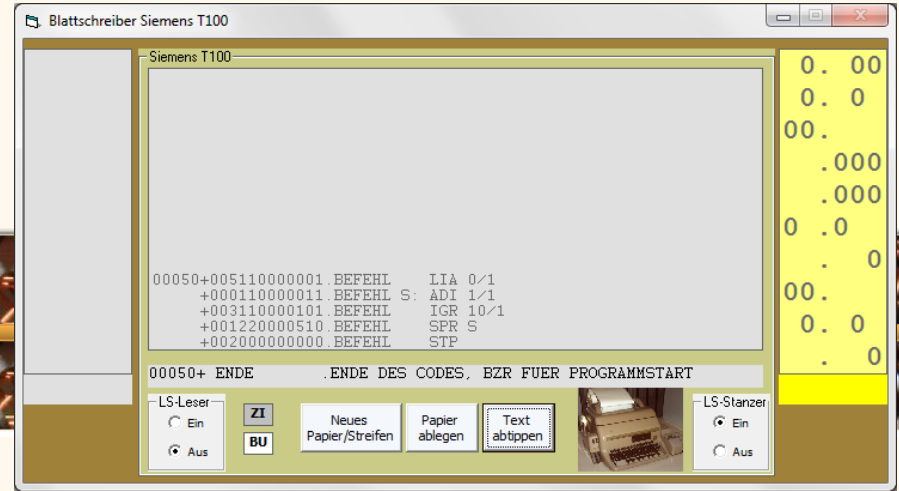 Blattschreiber Siemens T100
Siemens T100
00050+005110000001.BEFEHL    LIA 0/1
+000110000011.BEFEHL S: ADI 1/1
+003110000101.BEFEHL    IGR 10/1
+001220000510.BEFEHL    SPR S
+002000000000.BEFEHL    STP
00050+ ENDE        .ENDE DES CODES, BZR FUER PROGRAMMSTART
LS-Leser
Ein
Aus
ZI
BU
Neues
Papier/Streifen
Papier
ablegen
Text
abtippen
LS-Stanzer
Ein
Aus
0. 00
0. 0
00.
.000
.000
0 .0
. 0
00.
0. 0
. 0